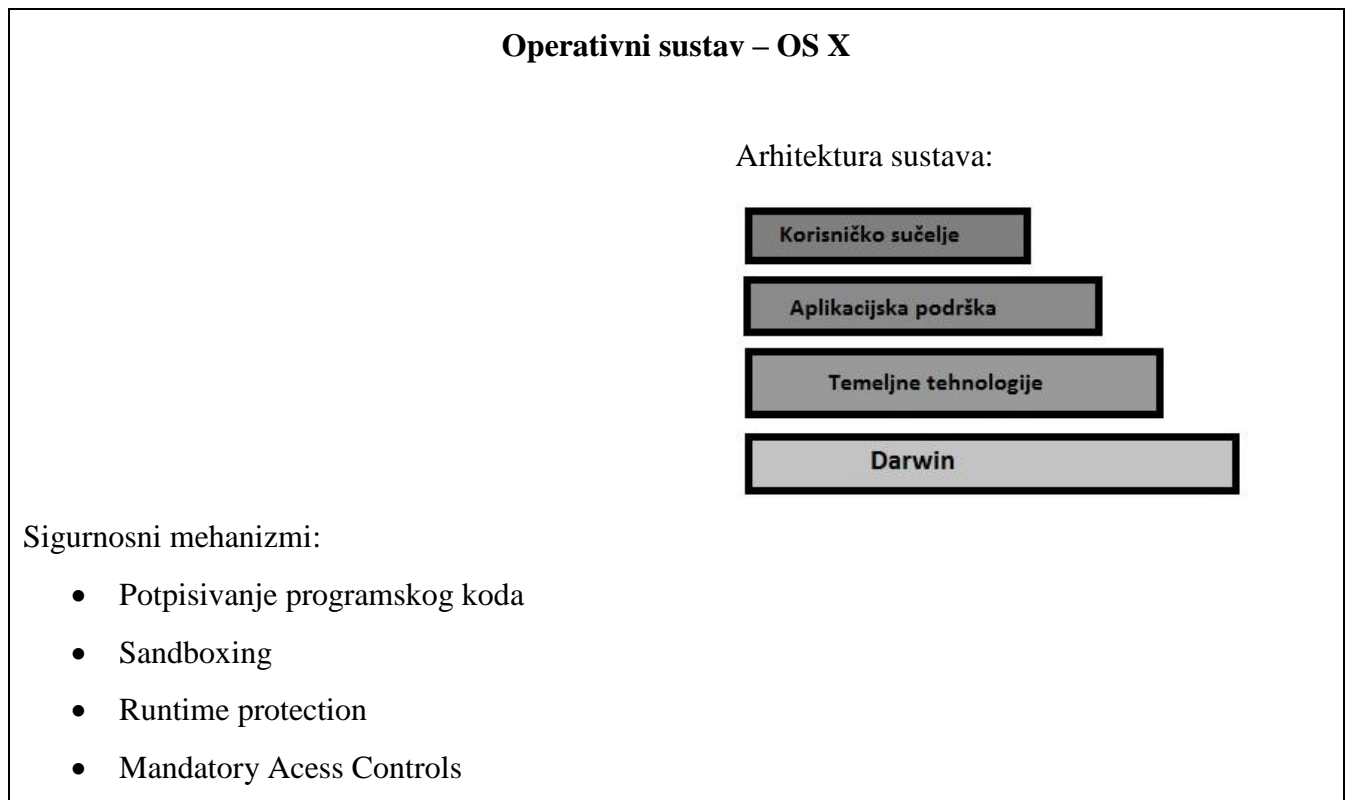 Operativni sustav – OS X
Arhitektura sustava:
Korisničko sučelje
Aplikacijska podrška
Temeljne tehnologije
Darwin
Sigurnosni mehanizmi:
• Potpisivanje programskog koda
• Sandboxing
• Runtime protection
• Mandatory Acess Controls